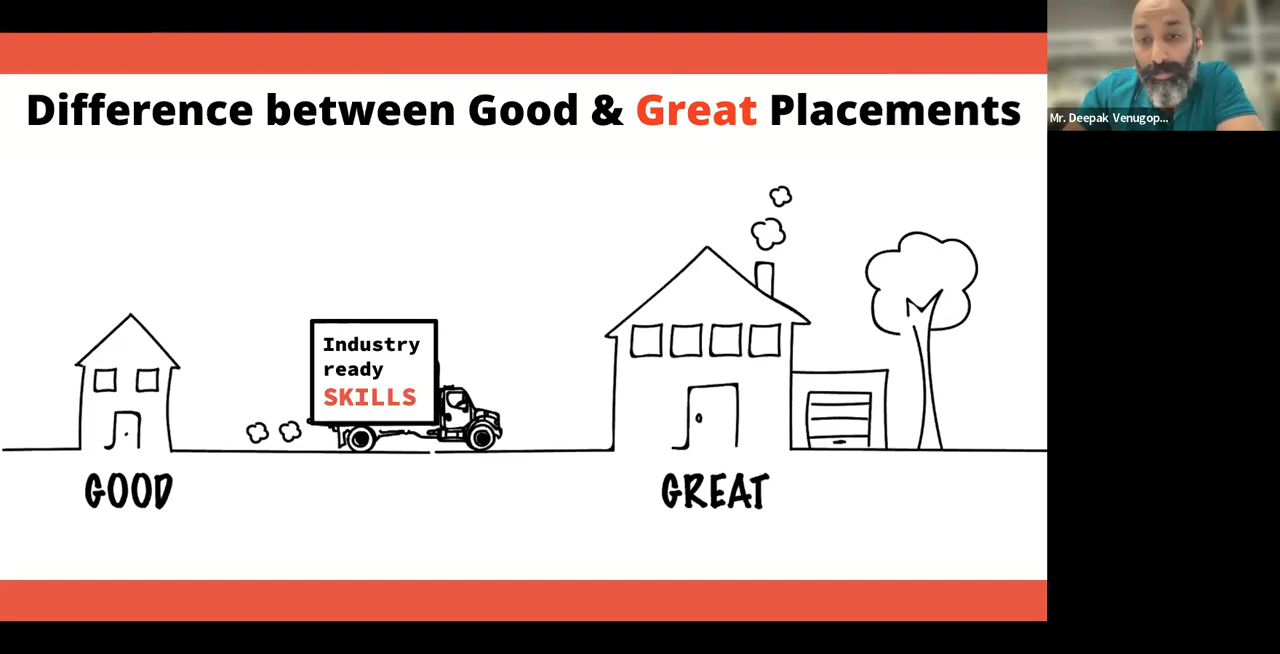 Difference between Good & Great Placements
Mr. Deepak Venugop...
Industry
ready
SKILLS
GOOD
GREAT